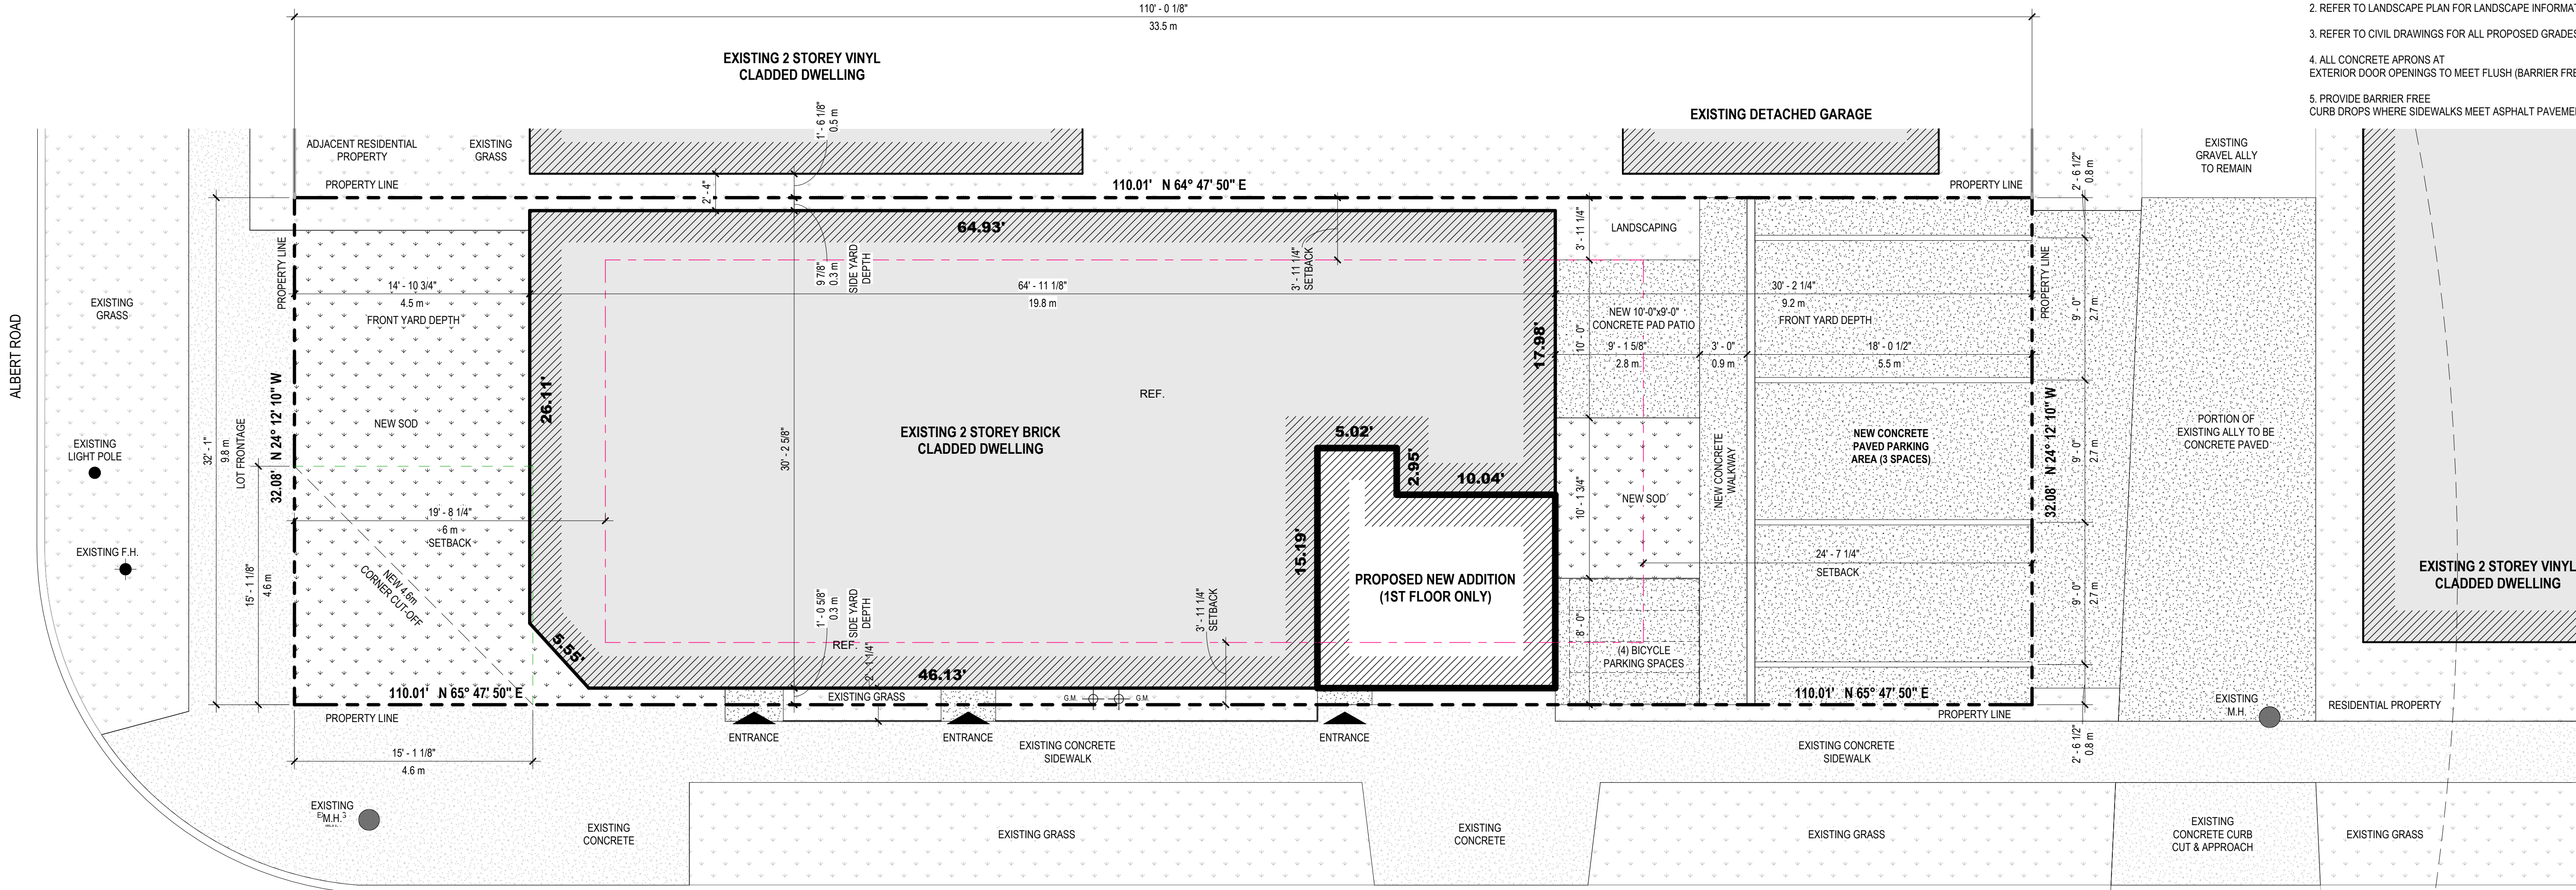 110' - 0 1/8"
33.5 m
2. REFER TO LANDSCAPE PLAN FOR LANDSCAPE INFORMA
3. REFER TO CIVIL DRAWINGS FOR ALL PROPOSED GRADES
4. ALL CONCRETE APRONS AT
EXTERIOR DOOR OPENINGS TO MEET FLUSH (BARRIER FRE
5. PROVIDE BARRIER FREE
CURB DROPS WHERE SIDEWALKS MEET ASPHALT PAVEME
EXISTING 2 STOREY VINYL
CLADDED DWELLING
EXISTING DETACHED GARAGE
1' - 6 1/8"
0.5 m
ADJACENT RESIDENTIAL
PROPERTY
EXISTING
GRASS
EXISTING
GRAVEL ALLY
TO REMAIN
PROPERTY LINE
2' - 4"
110.01' N 64° 47' 50" E
PROPERTY LINE
2' - 6 1/2"
0.8 m
64.93'
LANDSCAPING
3' - 11 1/4"
PROPERTY LINE
9 7/8"
0.3 m
SIDE YARD
DEPTH
3' - 11 1/4"
SETBACK
PROPERTY LINE
14' - 10 3/4"
4.5 m
FRONT YARD DEPTH
64' - 11 1/8"
19.8 m
30' - 2 1/4"
9.2 m
FRONT YARD DEPTH
EXISTING
GRASS
ALBERT ROAD
NEW 10'-0"x9'-0"
CONCRETE PAD PATIO
10' - 0"
9' - 1 5/8"
2.8 m
3' - 0"
0.9 m
18' - 0 1/2"
5.5 m
9' - 0"
2.7 m
17.98'
26.11'
REF.
32' - 1"
9.8 m
LOT FRONTAGE
32.08' N 24° 12' 10" W
NEW SOD
EXISTING
LIGHT POLE
30' - 2 5/8"
EXISTING 2 STOREY BRICK
CLADDED DWELLING
5.02'
2.95'
10.04'
10' - 1 3/4"
NEW SOD
NEW CONCRETE
WALKWAY
NEW CONCRETE
PAVED PARKING
AREA (3 SPACES)
32.08' N 24° 12' 10" W
9' - 0"
2.7 m
PORTION OF
EXISTING ALLY TO BE
CONCRETE PAVED
19' - 8 1/4"
6 m
SETBACK
EXISTING F.H.
15' - 1 1/8"
4.6 m
NEW 4.6m
CORNER CUT-OFF
15.19'
PROPOSED NEW ADDITION
(1ST FLOOR ONLY)
24' - 7 1/4"
SETBACK
9' - 0"
2.7 m
EXISTING 2 STOREY VINYL
CLADDED DWELLING
1' - 0 5/8"
0.3 m
SIDE YARD
DEPTH
3' - 11 1/4"
SETBACK
8' - 0"
5.55'
REF.
2' - 1 1/4"
46.13'
(4) BICYCLE
PARKING SPACES
110.01' N 65° 47' 50" E
EXISTING GRASS
G.M.
G.M.
110.01' N 65° 47' 50" E
PROPERTY LINE
PROPERTY LINE
EXISTING
M.H.
RESIDENTIAL PROPERTY
ENTRANCE
ENTRANCE
ENTRANCE
EXISTING CONCRETE
SIDEWALK
EXISTING CONCRETE
SIDEWALK
2' - 6 1/2"
0.8 m
15' - 1 1/8"
4.6 m
EXISTING
M.H.
EXISTING
CONCRETE
EXISTING GRASS
EXISTING
CONCRETE
EXISTING GRASS
EXISTING
CONCRETE CURB
CUT & APPROACH
EXISTING GRASS